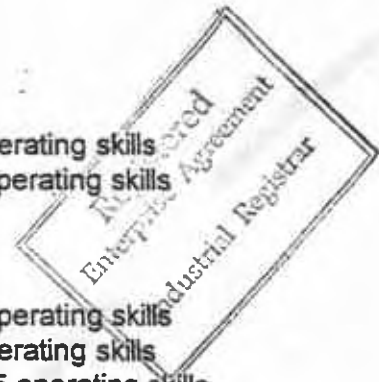 erating skills
perating skills
Registered
Enterprise Agreement
Industrial Registrar
perating skills
erating skills
operating skills